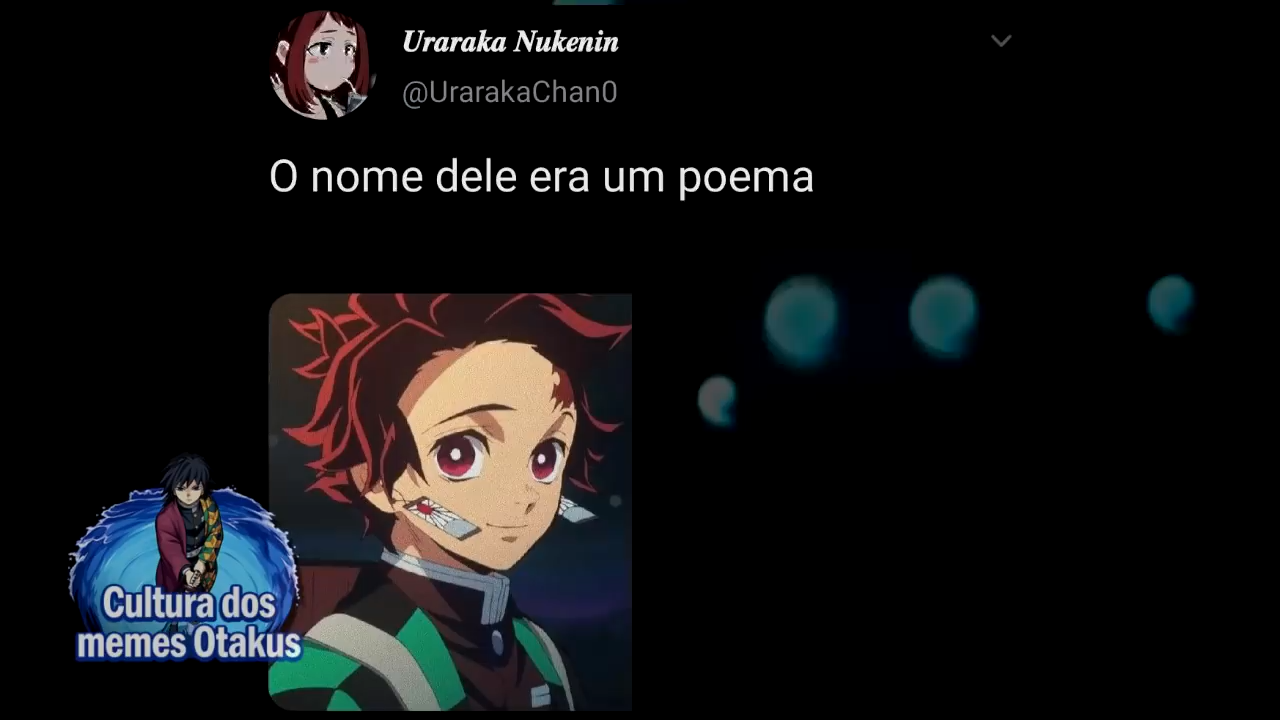 Uraraka Nukenin
@UrarakaChan0
O nome dele era um poema
Cultura dos
memes Otakus